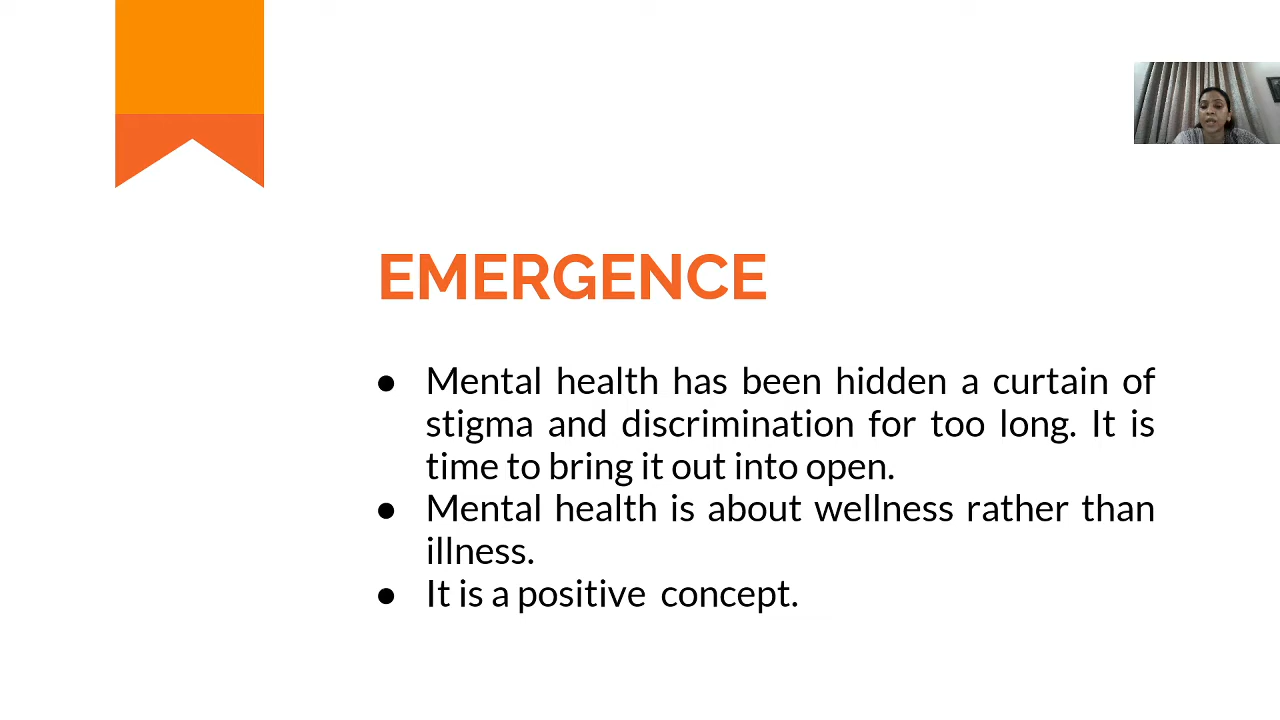 EMERGENCE
● Mental health has been hidden a curtain of
stigma and discrimination for too long. It is
time to bring it out into open.
● Mental health is about wellness rather than
illness.
● It is a positive concept.